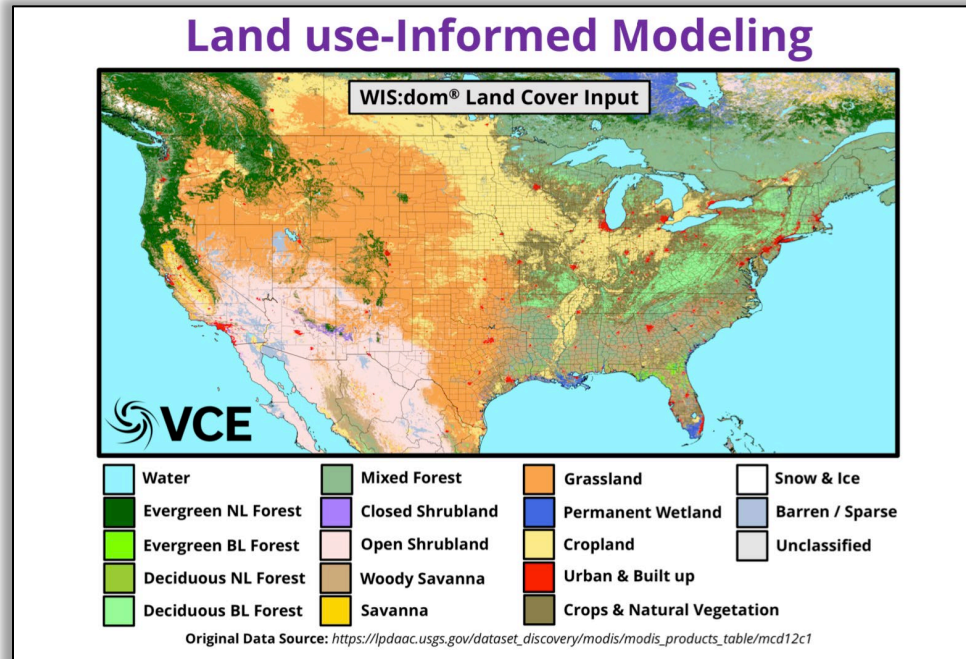 Land use-Informed Modeling
WIS:dom® Land Cover Input
VCE
Water
Evergreen NL Forest
Evergreen BL Forest
Deciduous NL Forest
Deciduous BL Forest
Mixed Forest
Closed Shrubland
Open Shrubland
Woody Savanna
Savanna
Grassland
Permanent Wetland
Cropland
Urban & Built up
Crops & Natural Vegetation
Snow & Ice
Barren / Sparse
Unclassified
Original Data Source: https://lpdaac.usgs.gov/dataset_discovery/modis/modis_products_table/mcd12c1